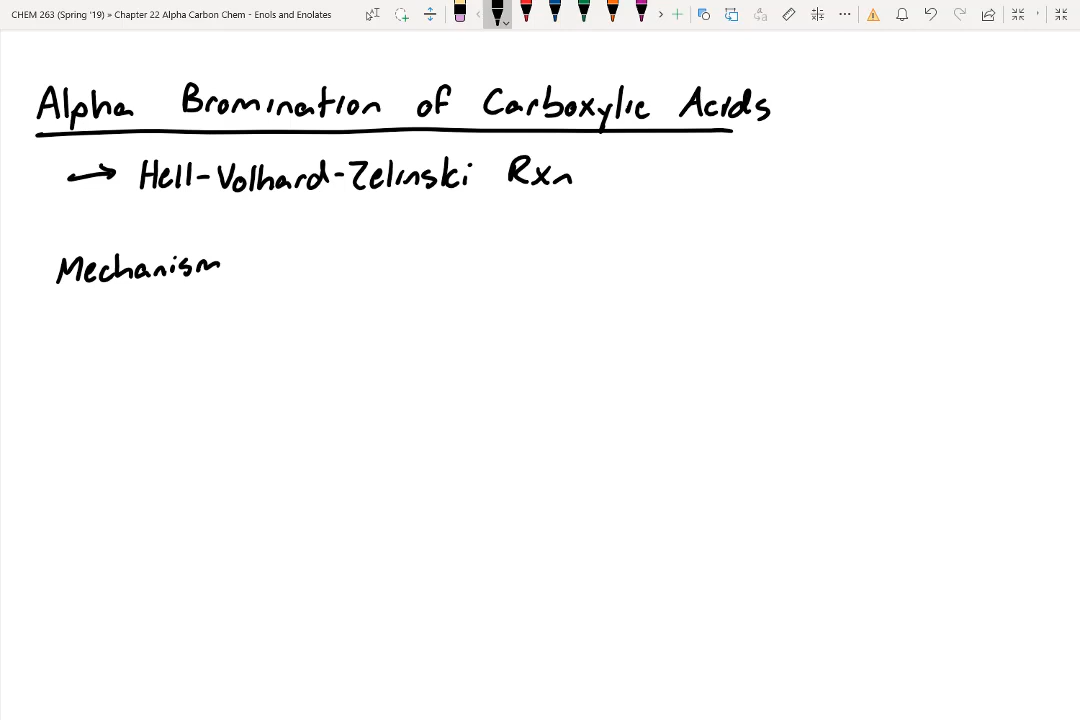 CHEM 263 (Spring '19) » Chapter 22 Alpha Carbon Chem - Enols and Enolates
Alpha Bromination of Carboxylic Acids
→ Hell-Volhard-Zelinski Rxn
Mechanism